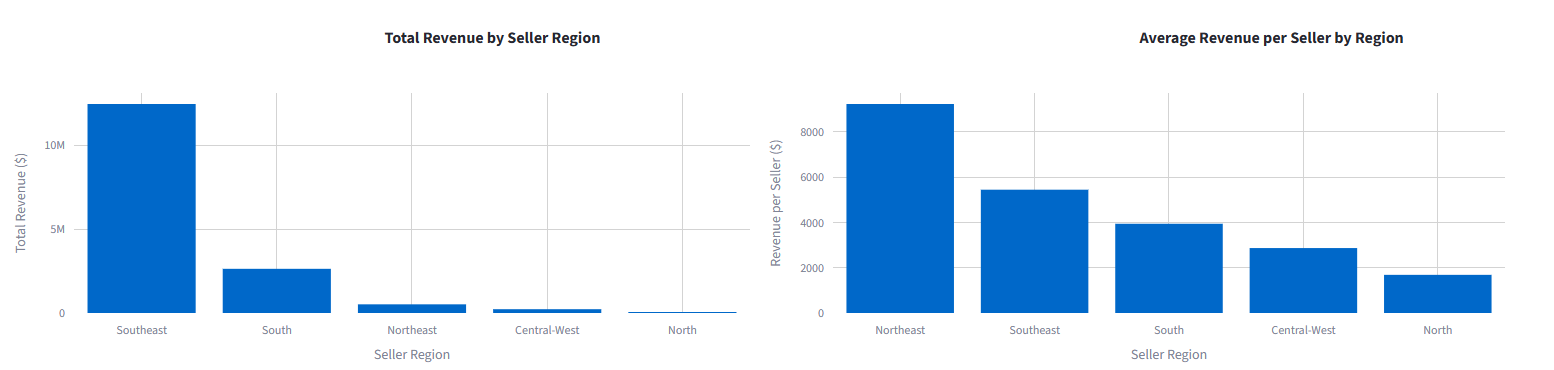 Total Revenue by Seller Region
Total Revenue ($)
10M
5M
0
Southeast
South
Northeast
Central-West
North
Seller Region
Average Revenue per Seller by Region
Revenue per Seller ($)
8000
6000
4000
2000
0
Northeast
Southeast
South
Central-West
North
Seller Region